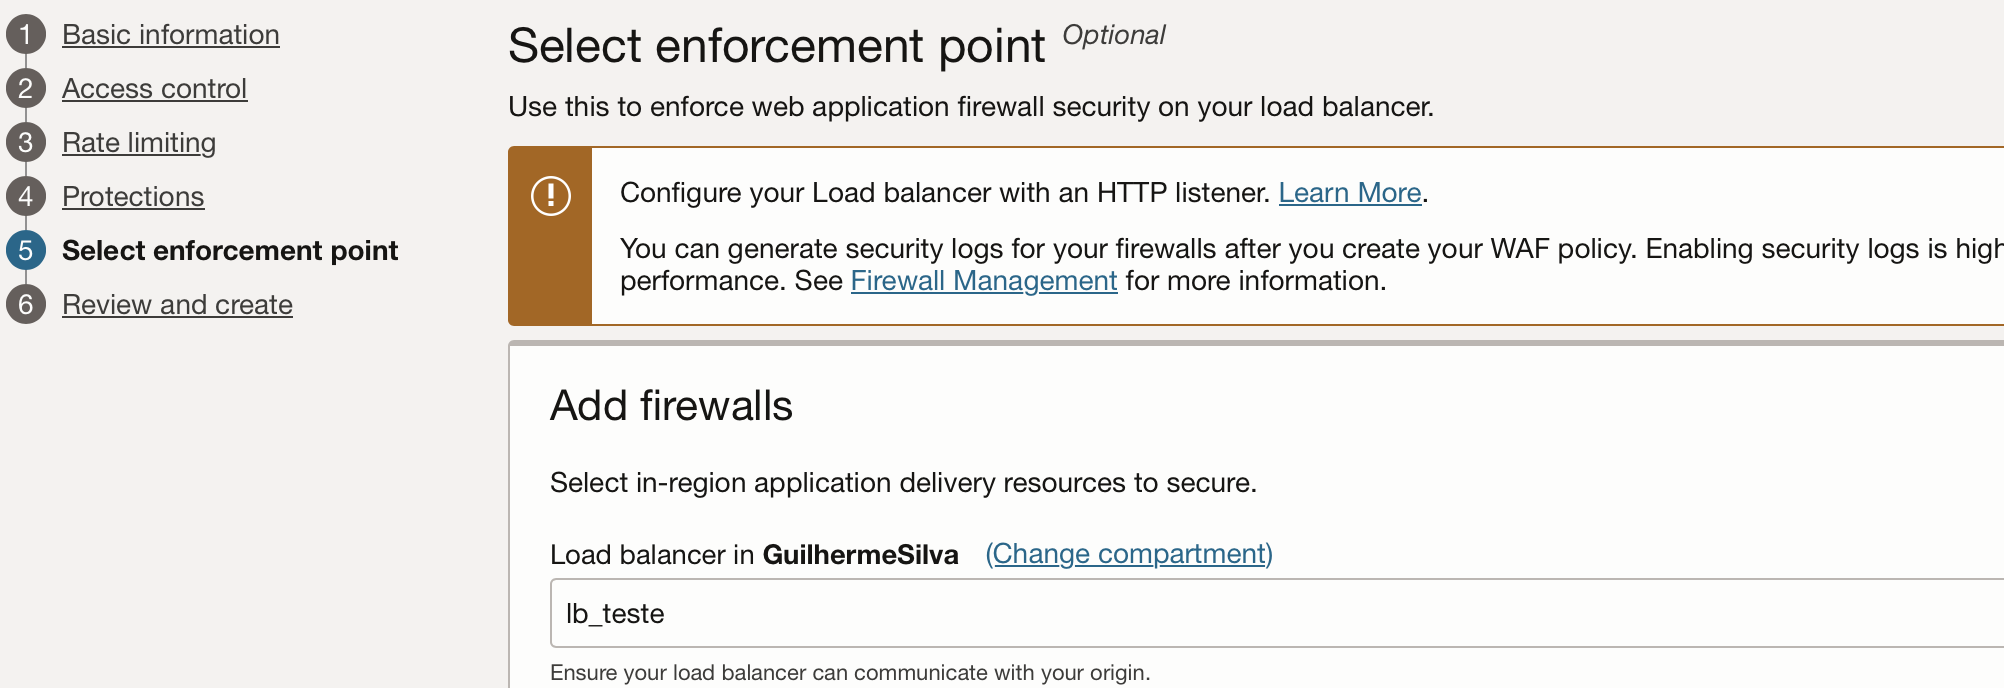 1 Basic information
2 Access control
3 Rate limiting
4 Protections
5 Select enforcement point
6 Review and create
Select enforcement point Optional
Use this to enforce web application firewall security on your load balancer.
Configure your Load balancer with an HTTP listener. Learn More.
You can generate security logs for your firewalls after you create your WAF policy. Enabling security logs is high
performance. See Firewall Management for more information.
Add firewalls
Select in-region application delivery resources to secure.
Load balancer in GuilhermeSilva (Change compartment)
lb_teste
Ensure your load balancer can communicate with your origin.